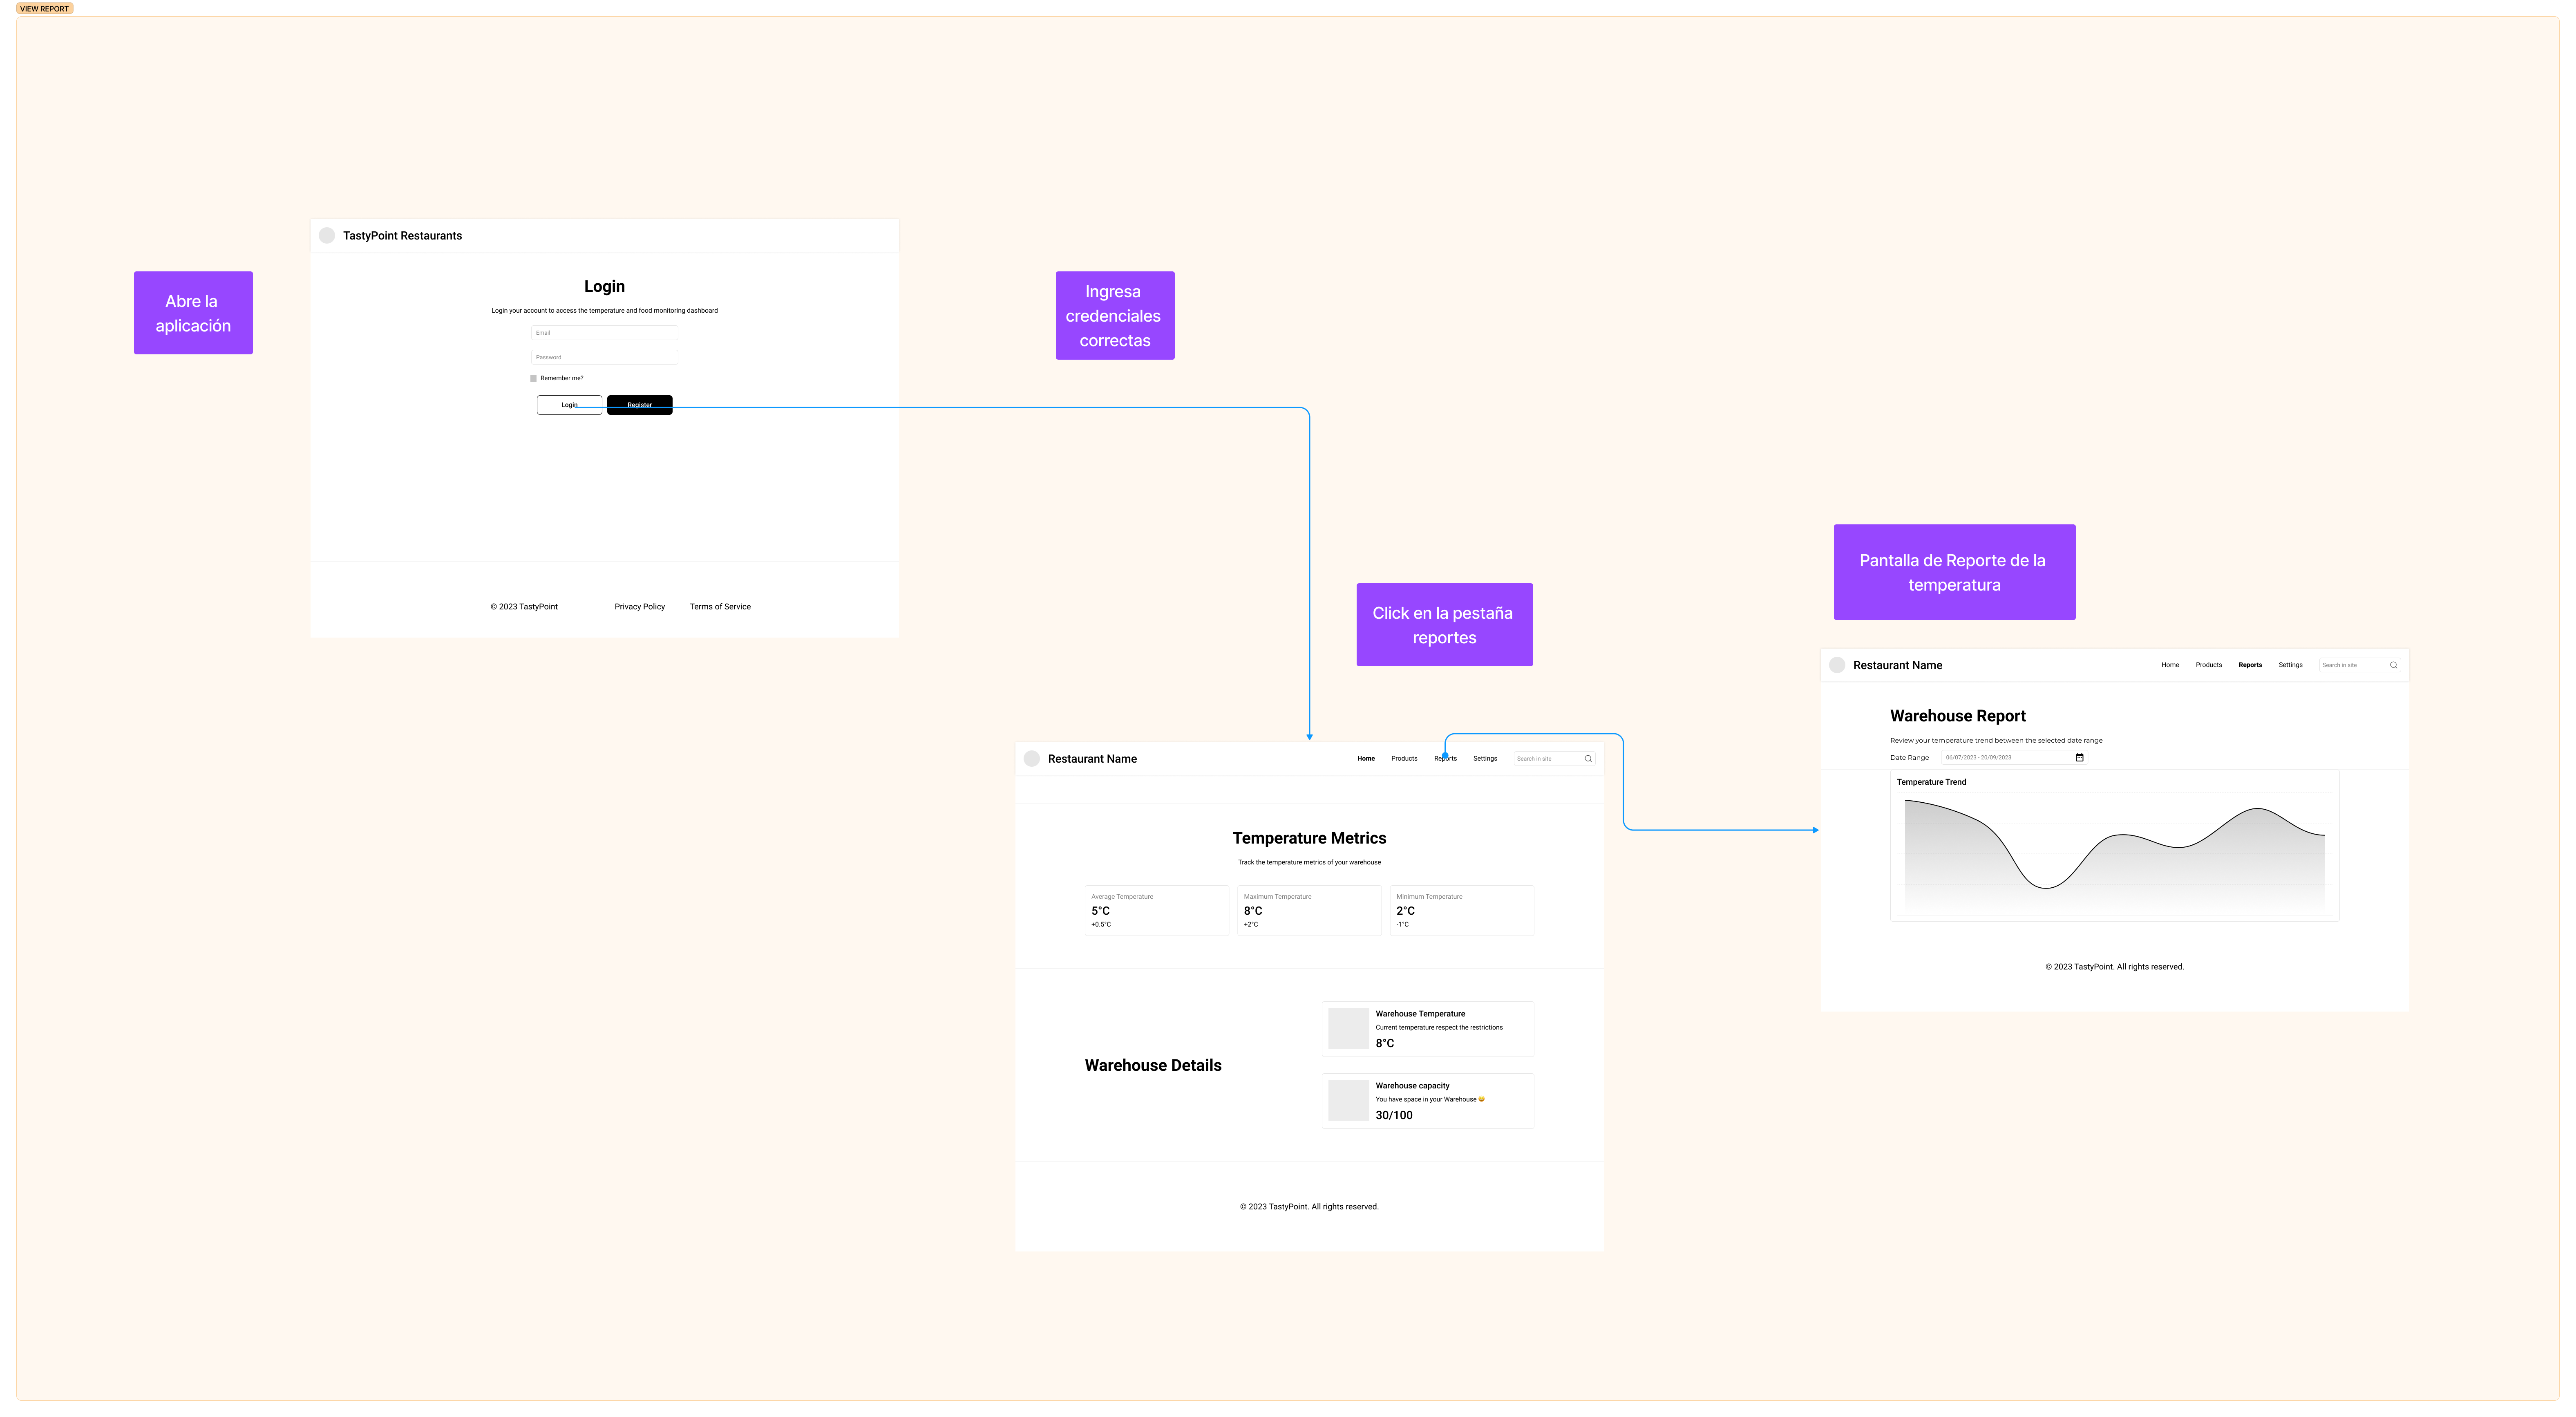 VIEW REPORT
Abre la
aplicación
TastyPoint Restaurants
Login
Login your account to access the temperature and food monitoring dashboard
Email
Password
Remember me?
Login
Register
© 2023 TastyPoint
Privacy Policy
Terms of Service
Ingresa
credenciales
correctas
Click en la pestaña
reportes
Restaurant Name
Home
Products
Reports
Settings
Search in site
Temperature Metrics
Track the temperature metrics of your warehouse
Average Temperature
5°C
+0.5°C
Maximum Temperature
8°C
+2°C
Minimum Temperature
2°C
-1°C
Warehouse Details
Warehouse Temperature
Current temperature respect the restrictions
8°C
Warehouse capacity
You have space in your Warehouse 😄
30/100
© 2023 TastyPoint. All rights reserved.
Pantalla de Reporte de la
temperatura
Restaurant Name
Home
Products
Reports
Settings
Search in site
Warehouse Report
Review your temperature trend between the selected date range
Date Range
06/07/2023 - 20/09/2023
Temperature Trend
© 2023 TastyPoint. All rights reserved.